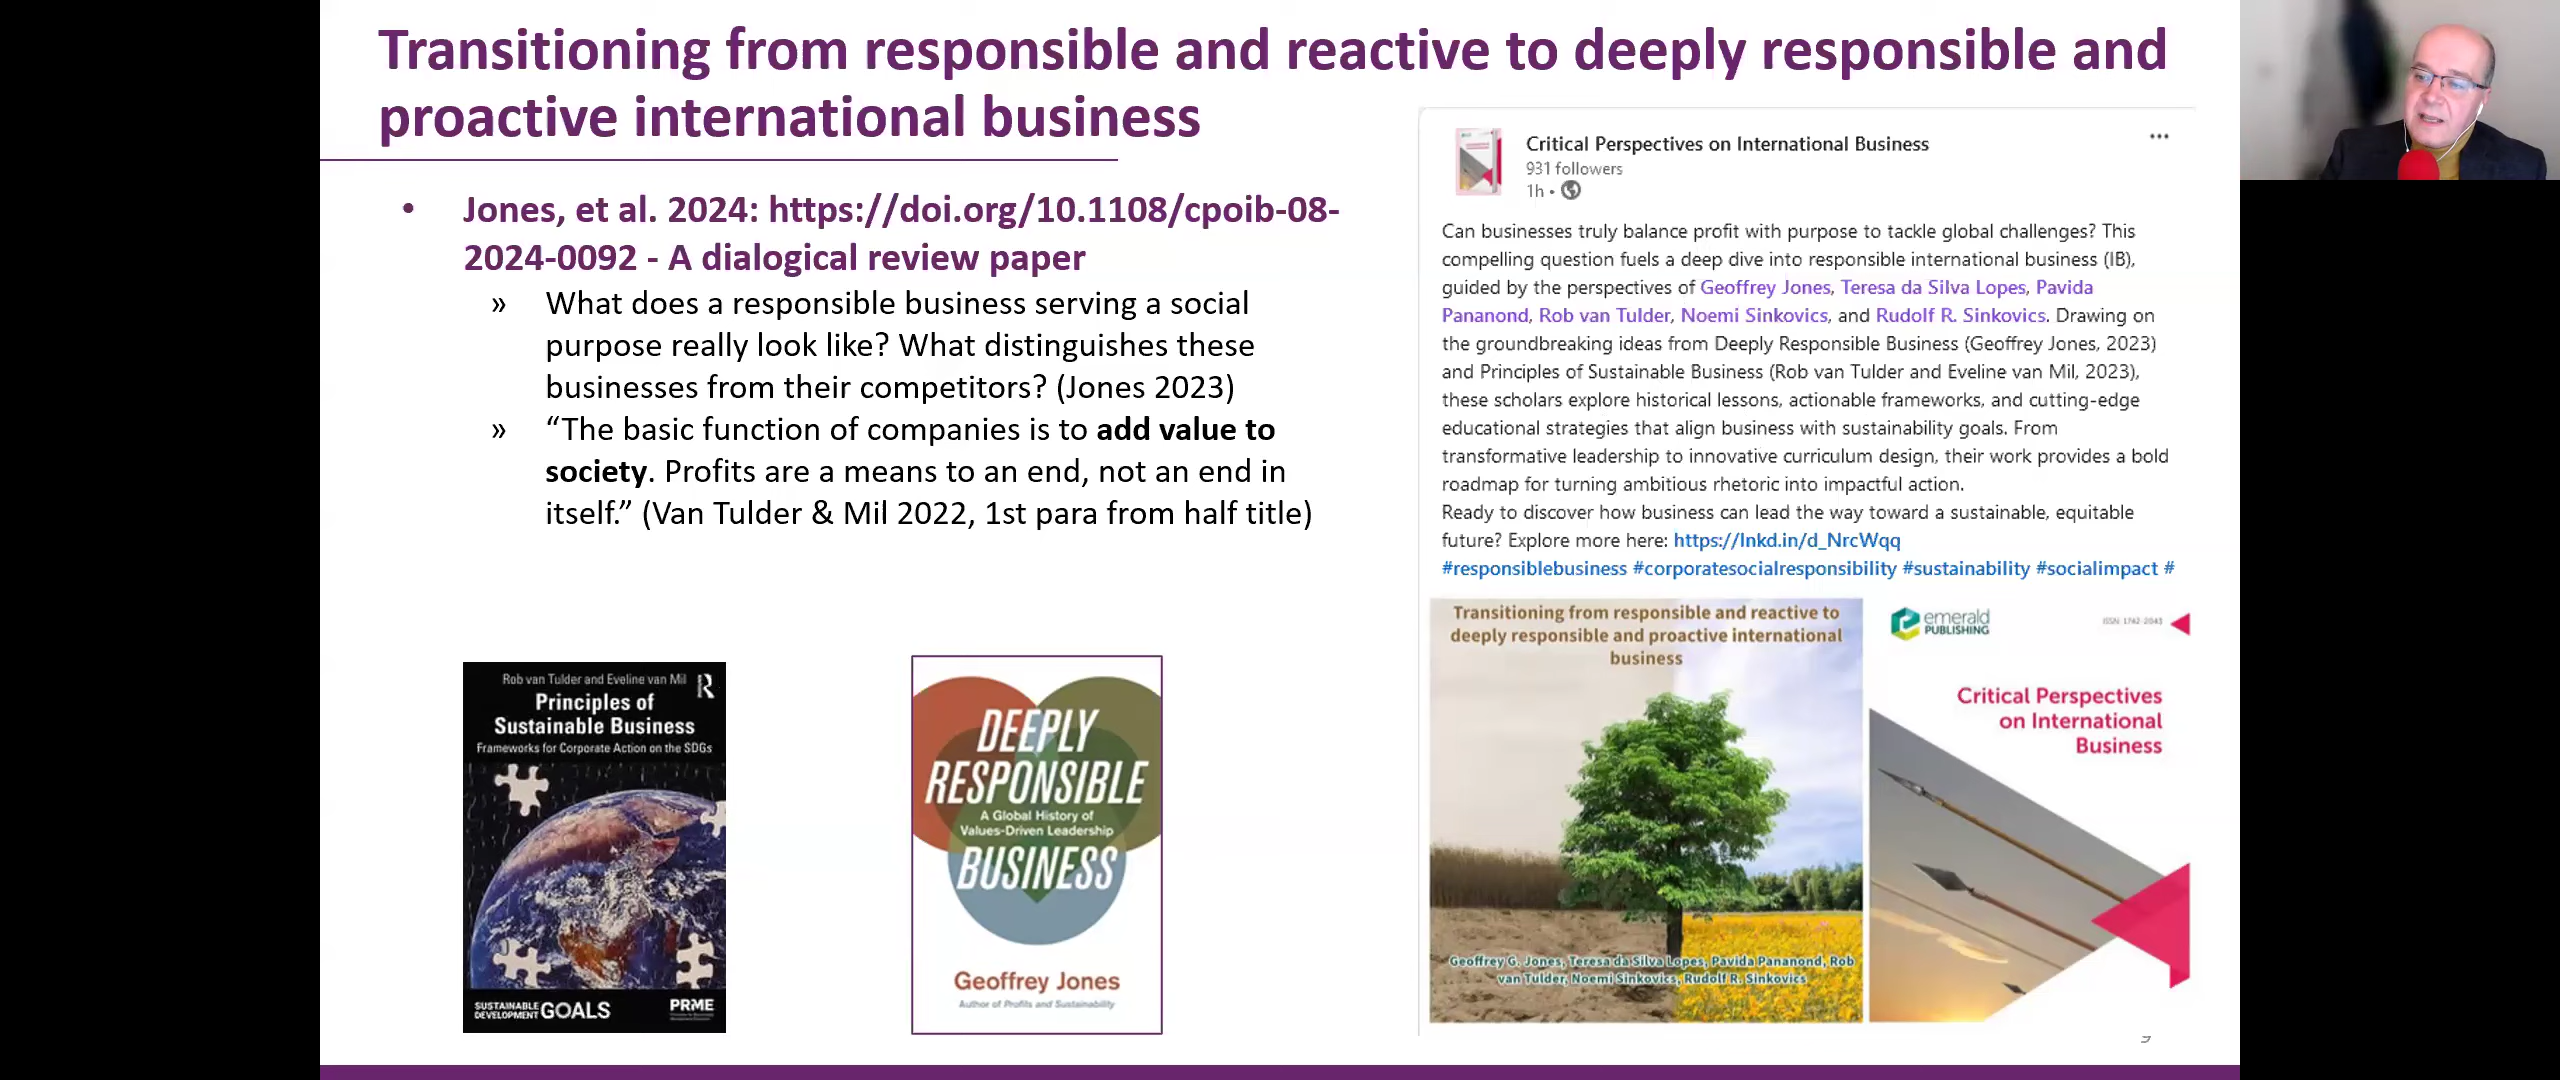 Transitioning from responsible and reactive to deeply responsible and
proactive international business
• Jones, et al. 2024: https://doi.org/10.1108/cpoib-08-
2024-0092 - A dialogical review paper
» What does a responsible business serving a social
purpose really look like? What distinguishes these
businesses from their competitors? (Jones 2023)
» “The basic function of companies is to add value to
society. Profits are a means to an end, not an end in
itself.” (Van Tulder & Mil 2022, 1st para from half title)
Rob van Tulder and Eveline van Mil
Principles of
Sustainable Business
Frameworks for Corporate Action on the SDGs
SUSTAINABLE
DEVELOPMENT GOALS
PRME
DEEPLY
RESPONSIBLE
A Global History of
Values-Driven Leadership
BUSINESS
Geoffrey Jones
Author of Profits and Sustainability
Critical Perspectives on International Business
931 followers
1h •
Can businesses truly balance profit with purpose to tackle global challenges? This
compelling question fuels a deep dive into responsible international business (IB),
guided by the perspectives of Geoffrey Jones, Teresa da Silva Lopes, Pavida
Pananond, Rob van Tulder, Noemi Sinkovics, and Rudolf R. Sinkovics. Drawing on
the groundbreaking ideas from Deeply Responsible Business (Geoffrey Jones, 2023)
and Principles of Sustainable Business (Rob van Tulder and Eveline van Mil, 2023),
these scholars explore historical lessons, actionable frameworks, and cutting-edge
educational strategies that align business with sustainability goals. From
transformative leadership to innovative curriculum design, their work provides a bold
roadmap for turning ambitious rhetoric into impactful action.
Ready to discover how business can lead the way toward a sustainable, equitable
future? Explore more here: https://lnkd.in/d_NrcWqq
#responsiblebusiness #corporatesocialresponsibility #sustainability #socialimpact #
Transitioning from responsible and reactive to
deeply responsible and proactive international
business
Geoffrey G. Jones, Teresa da Silva Lopes, Pavida Pananond, Rob
van Tulder, Noemi Sinkovics, Rudolf R. Sinkovics
emerald
PUBLISHING
ISSN: 1742-2043
Critical Perspectives
on International
Business